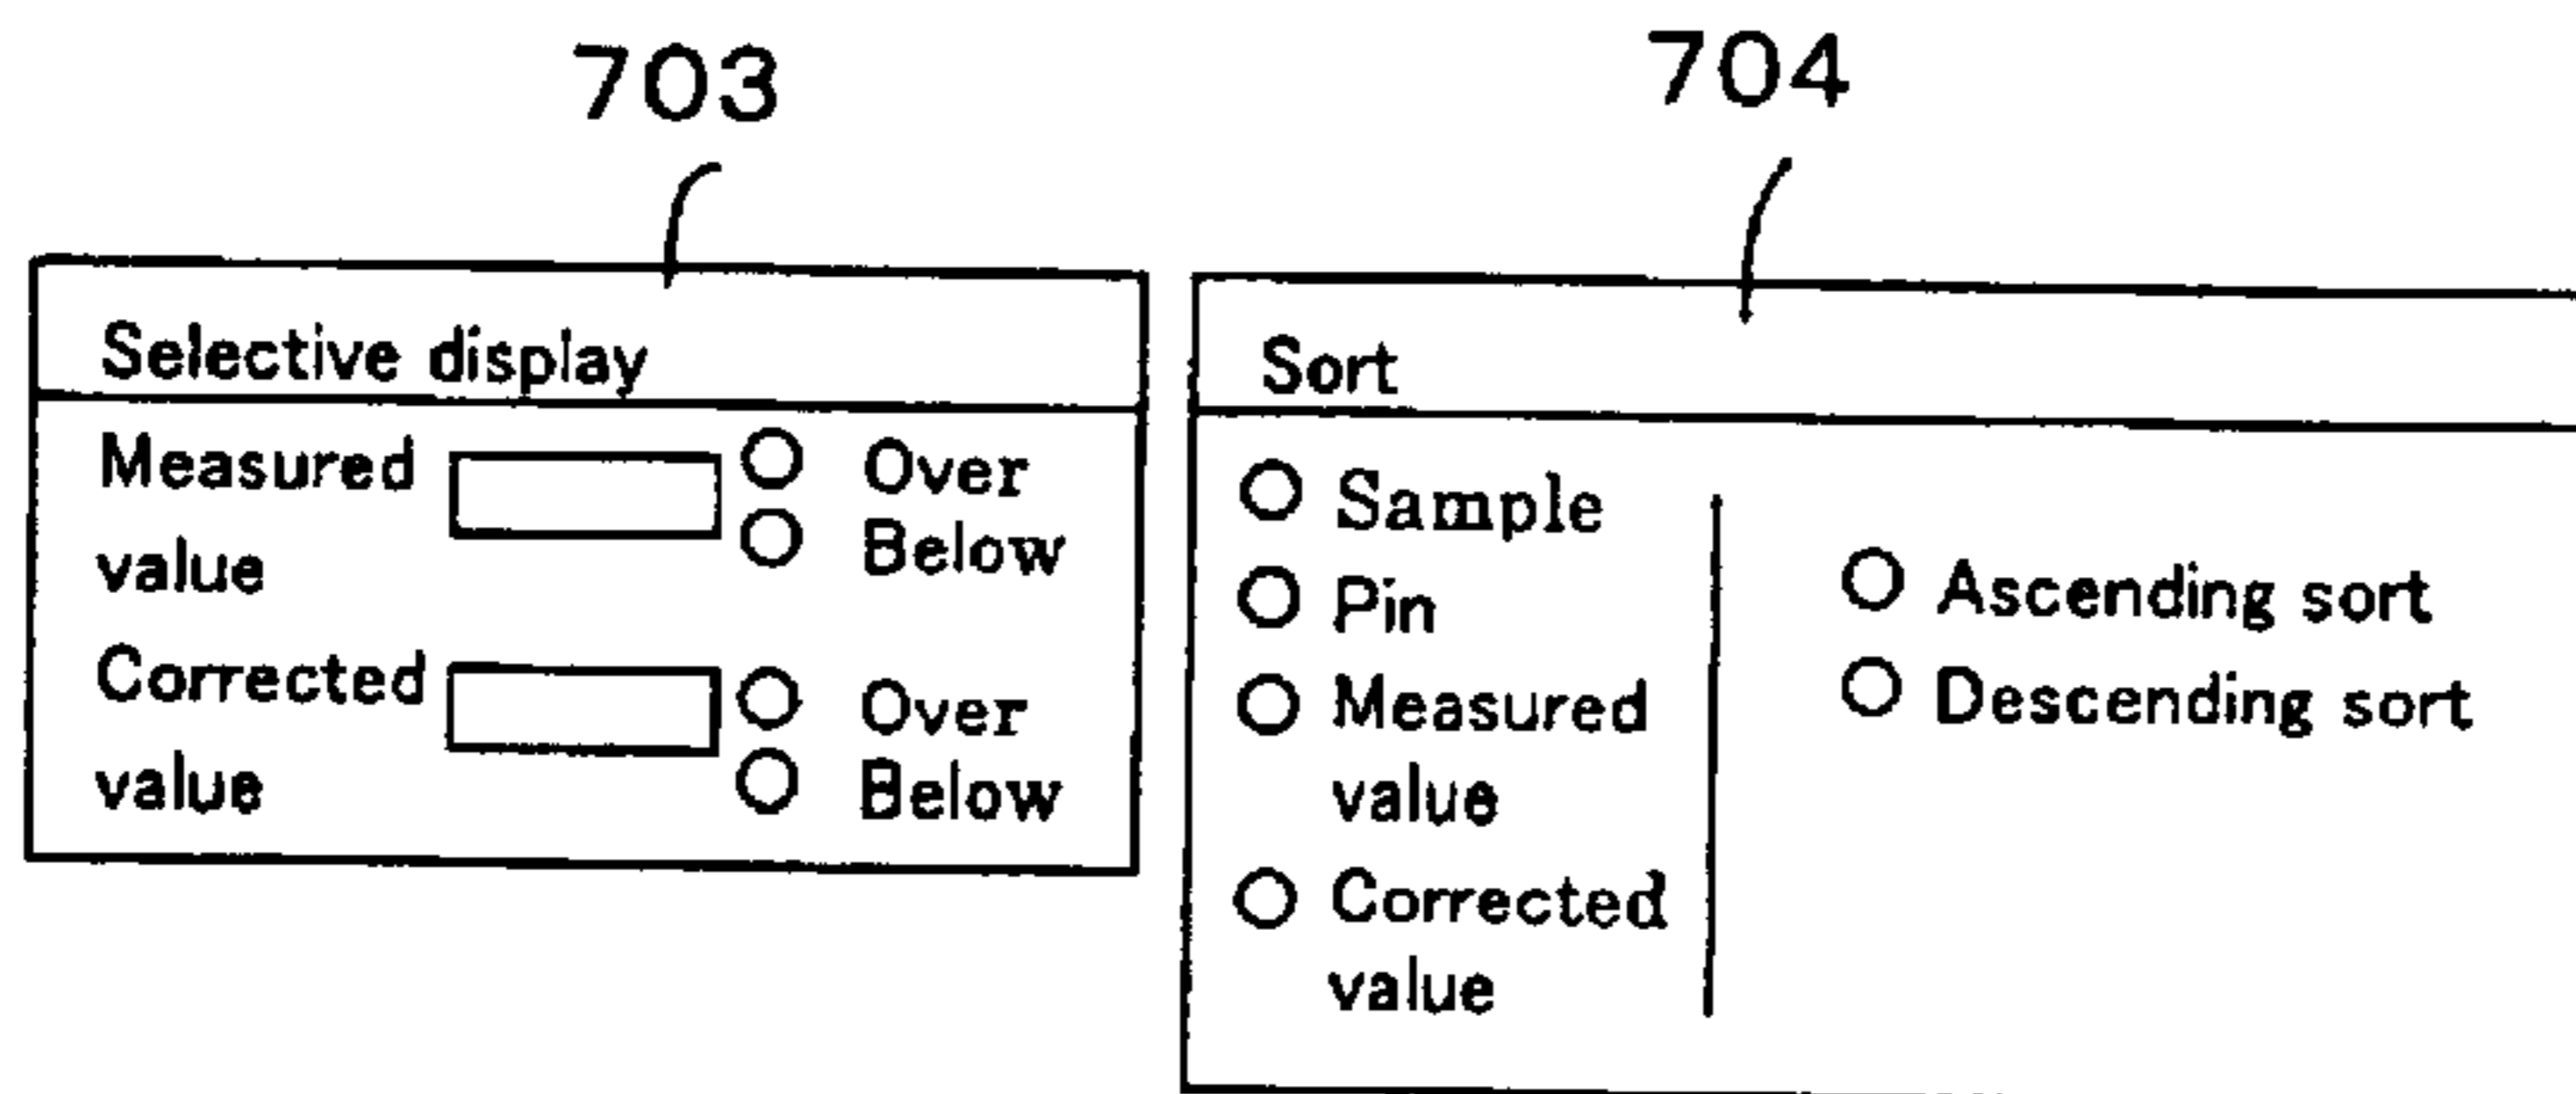 703
704
Selective display
Measured
value
Over
Below
Corrected
value
Over
Below
Sort
Sample
Pin
Measured
value
Corrected
value
Ascending sort
Descending sort